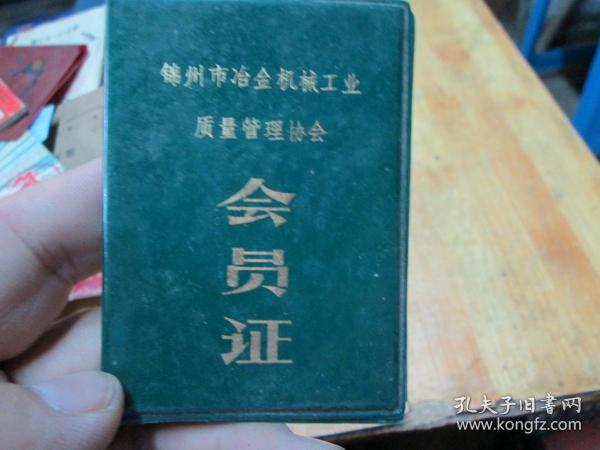 锦州市冶金机械工业
质量管理协会
会
员
证
孔夫子旧书网
www.kongfz.com